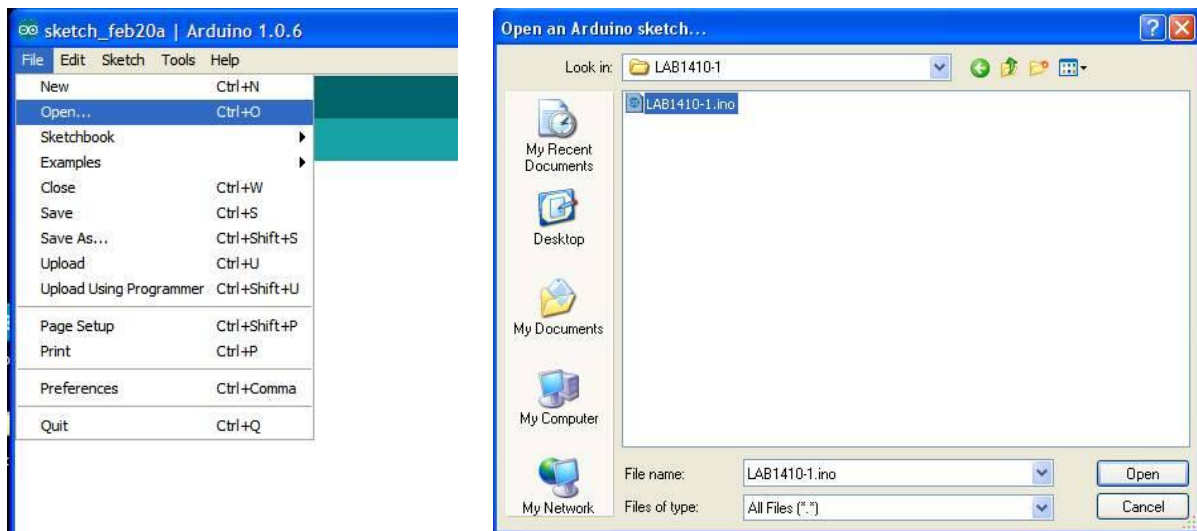 sketch_feb20a | Arduino 1.0.6
File Edit Sketch Tools Help
New Ctrl+N
Open... Ctrl+O
Sketchbook
Examples
Close Ctrl+W
Save Ctrl+S
Save As... Ctrl+Shift+S
Upload Ctrl+U
Upload Using Programmer Ctrl+Shift+U
Page Setup Ctrl+Shift+P
Print Ctrl+P
Preferences Ctrl+Comma
Quit Ctrl+Q
Open an Arduino sketch...
Look in: LAB1410-1
LAB1410-1.ino
My Recent
Documents
Desktop
My Documents
My Computer
My Network
File name: LAB1410-1.ino Open
Files of type: All Files (*.*) Cancel